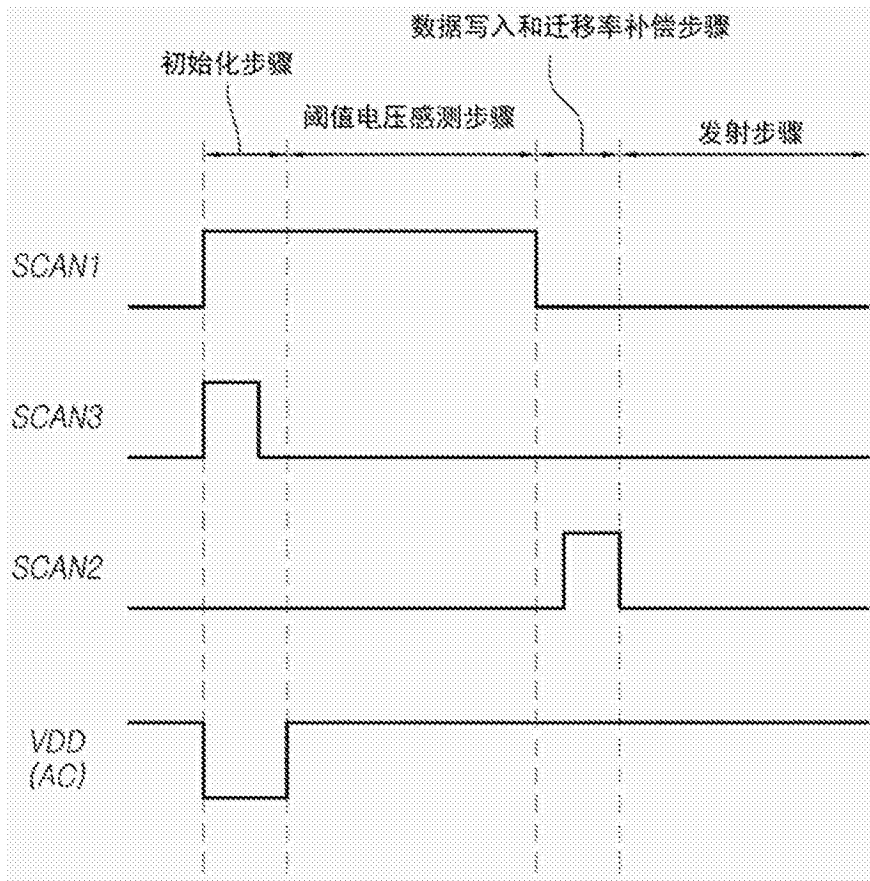 数据写入和迁移率补偿步骤
初始化步骤
阈值电压感测步骤
发射步骤
SCAN1
SCAN3
SCAN2
VDD
(AC)